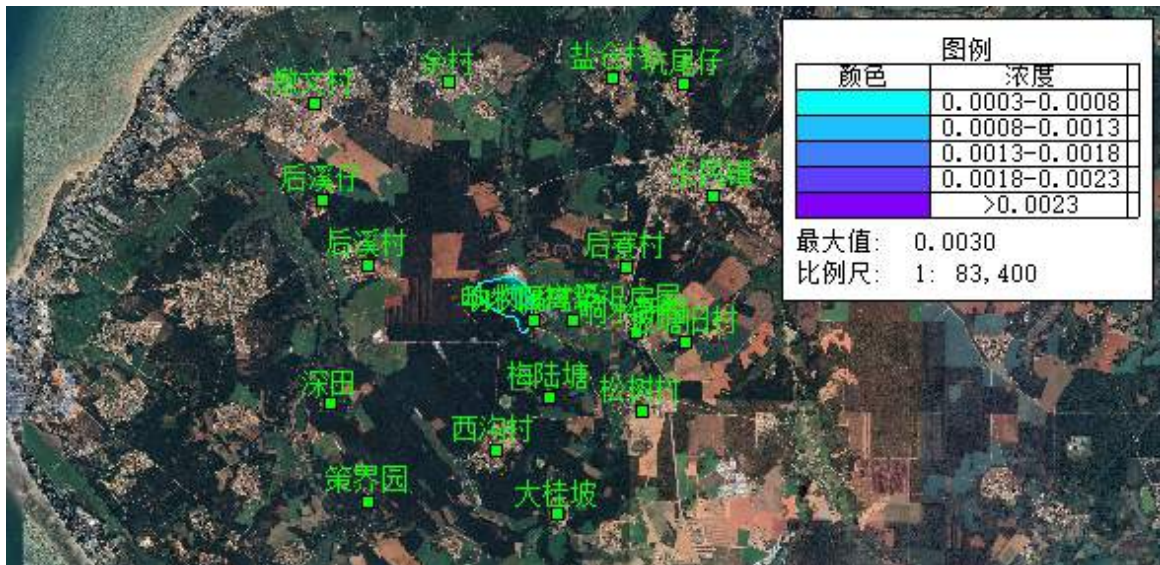 图例
颜色 浓度
0.0003-0.0008
0.0008-0.0013
0.0013-0.0018
0.0018-0.0023
>0.0023
最大值: 0.0030
比例尺: 1: 83,400
余村
盐仓村
坑尾仔
墩文村
后溪仔
后溪村
后寮村
梅陆塘
松树村
深田
西沟村
策界园
大桂坡